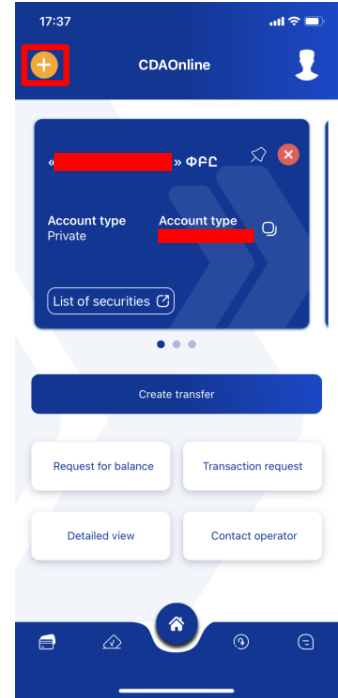 17:37
CDAOnline
« » ՓԲԸ
Account type Account type
Private
List of securities
Create transfer
Request for balance Transaction request
Detailed view Contact operator